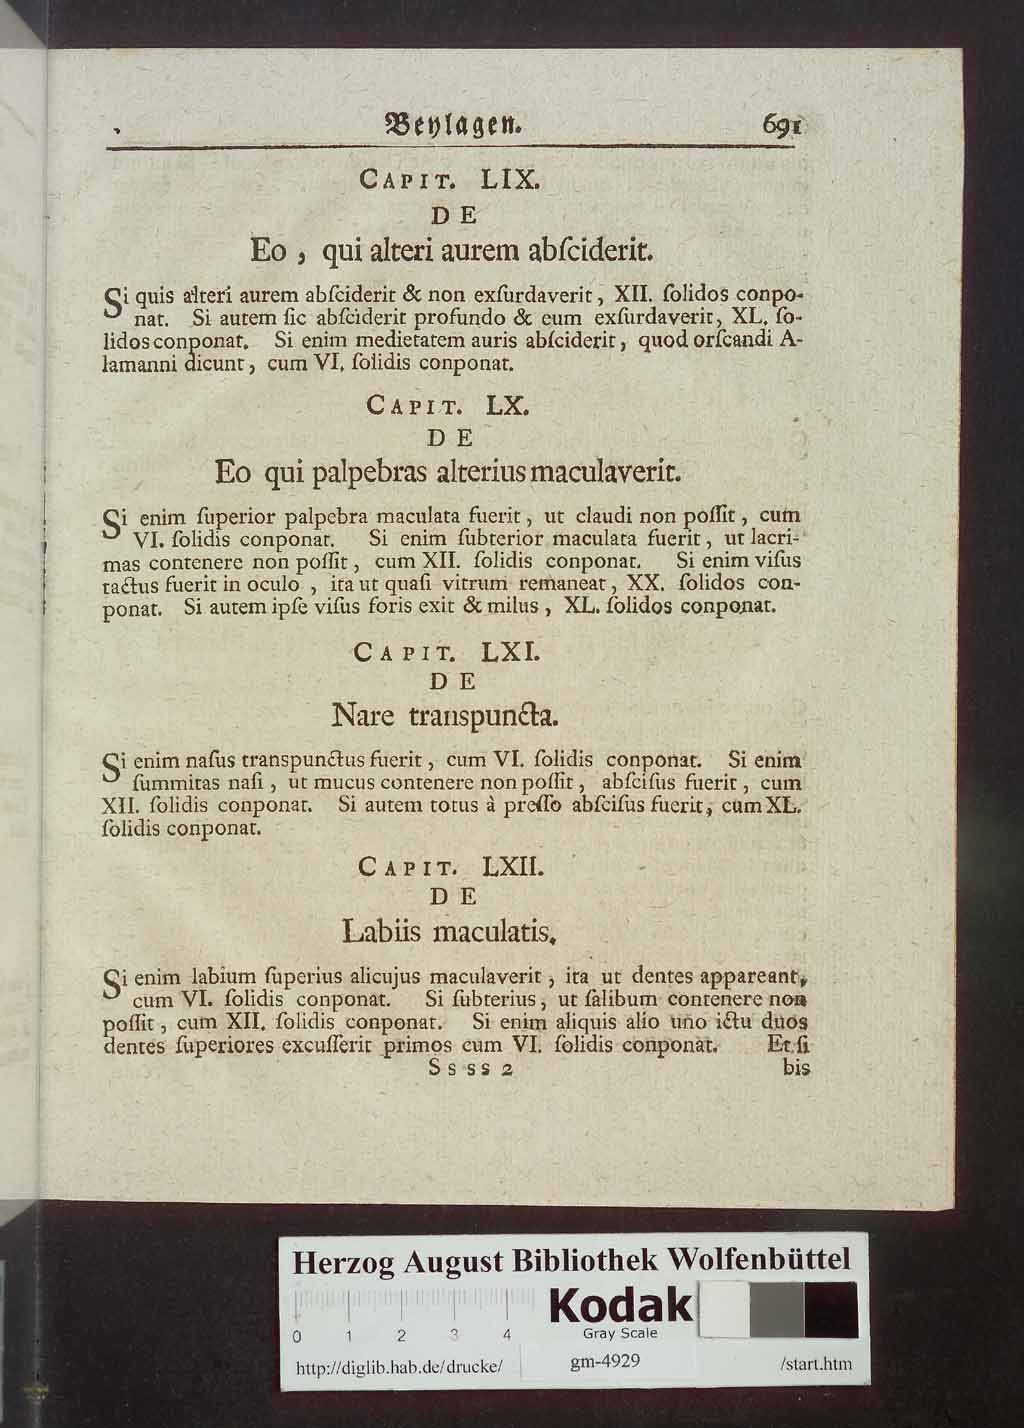 Beylagen. 691
CAPIT. LIX.
DE
Eo, qui alteri aurem abſciderit.
Si quis alteri aurem abſciderit & non exſurdaverit, XII. ſolidos conpo-
nat. Si autem ſic abſciderit profundo & eum exſurdaverit, XL. ſo-
lidos conponat. Si enim medietatem auris abſciderit, quod orſcandi A-
lamanni dicunt, cum VI. ſolidis conponat.
CAPIT. LX.
DE
Eo qui palpebras alterius maculaverit.
Si enim ſuperior palpebra maculata fuerit, ut claudi non poſſit, cum
VI. ſolidis conponat. Si enim ſubterior maculata fuerit, ut lacri-
mas contenere non poſſit, cum XII. ſolidis conponat. Si enim viſus
tactus fuerit in oculo, ita ut quaſi vitrum remaneat, XX. ſolidos con-
ponat. Si autem ipſe viſus foris exit & milus, XL. ſolidos conponat.
CAPIT. LXI.
DE
Nare transpuncta.
Si enim naſus transpunctus fuerit, cum VI. ſolidis conponat. Si enim
ſummitas naſi, ut mucus contenere non poſſit, abſciſus fuerit, cum
XII. ſolidis conponat. Si autem totus à preſſo abſciſus fuerit, cum XL.
ſolidis conponat.
CAPIT. LXII.
DE
Labiis maculatis.
Si enim labium ſuperius alicujus maculaverit, ita ut dentes appareant,
cum VI. ſolidis conponat. Si ſubterius, ut ſalibum contenere non
poſſit, cum XII. ſolidis conponat. Si enim aliquis alio uno ictu duos
dentes ſuperiores excuſſerit primos cum VI. ſolidis conponat. Et ſi
Ssss 2 bis
Herzog August Bibliothek Wolfenbüttel
Kodak
Gray Scale
0 1 2 3 4
http://diglib.hab.de/drucke/ gm-4929 /start.htm